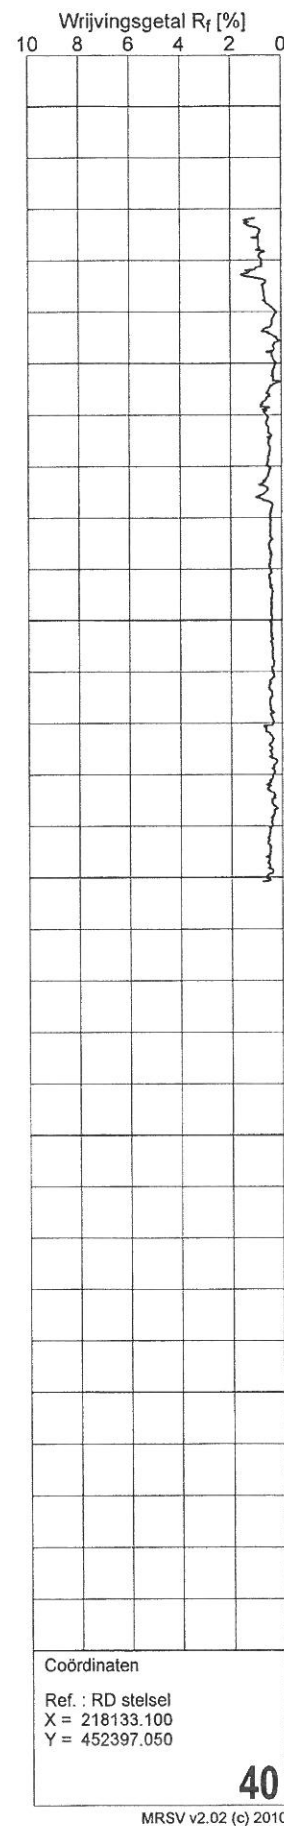 Wrijvingsgetal Rf [%]
10 8 6 4 2 0
Coördinaten
Ref. : RD stelsel
X = 218133.100
Y = 452397.050
40
MRSV v2.02 (c) 2010